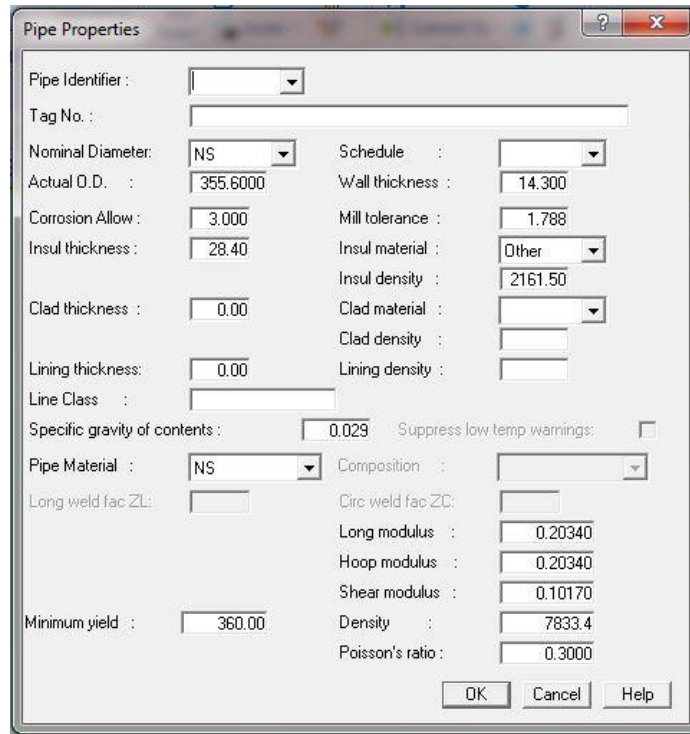 Pipe Properties
Pipe Identifier :
Tag No. :
Nominal Diameter: NS Schedule :
Actual O.D. : 355.6000 Wall thickness : 14.300
Corrosion Allow : 3.000 Mill tolerance : 1.788
Insul thickness : 28.40 Insul material : Other
Insul density : 2161.50
Clad thickness : 0.00 Clad material :
Clad density :
Lining thickness: 0.00 Lining density :
Line Class :
Specific gravity of contents : 0.029 Suppress low temp warnings:
Pipe Material : NS Composition :
Long weld fac ZL: Circ weld fac ZC:
Long modulus : 0.20340
Hoop modulus : 0.20340
Shear modulus : 0.10170
Minimum yield : 360.00 Density : 7833.4
Poisson's ratio : 0.3000
OK Cancel Help